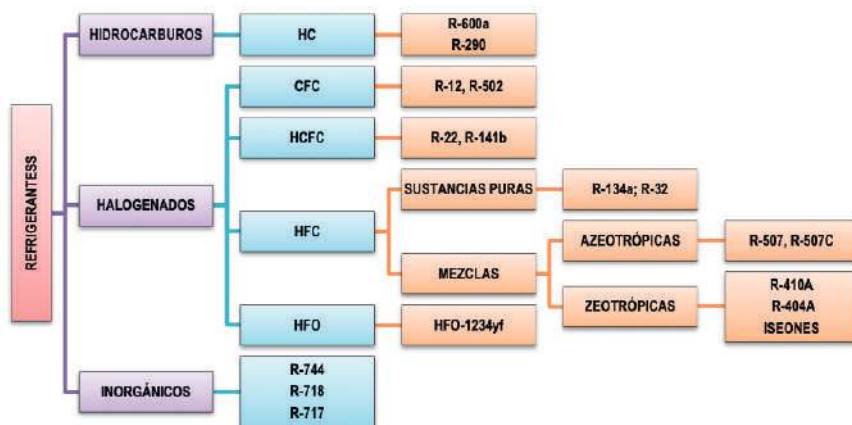 REFRIGERANTESS
HIDROCARBUROS
HC
R-600a
R-290
HALOGENADOS
CFC
R-12, R-502
HCFC
R-22, R-141b
HFC
SUSTANCIAS PURAS
R-134a; R-32
MEZCLAS
AZEOTRÓPICAS
R-507, R-507C
ZEOTRÓPICAS
R-410A
R-404A
ISEONES
HFO
HFO-1234yf
INORGÁNICOS
R-744
R-718
R-717